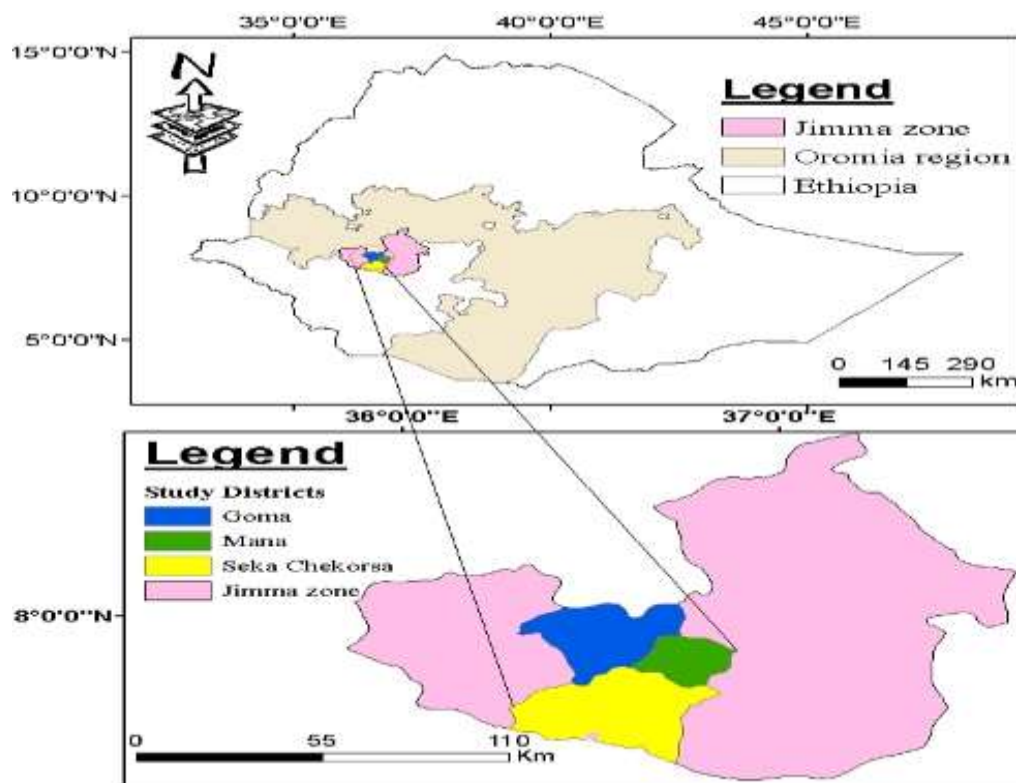 35°0'0"E 40°0'0"E 45°0'0"E
15°0'0"N
N
Legend
Jimma zone
Oromia region
Ethiopia
10°0'0"N
5°0'0"N
0 145 290
km
36°0'0"E 37°0'0"E
Legend
Study Districts
Goma
Mana
Seka Chekorsa
Jimma zone
8°0'0"N
0 55 110
Km